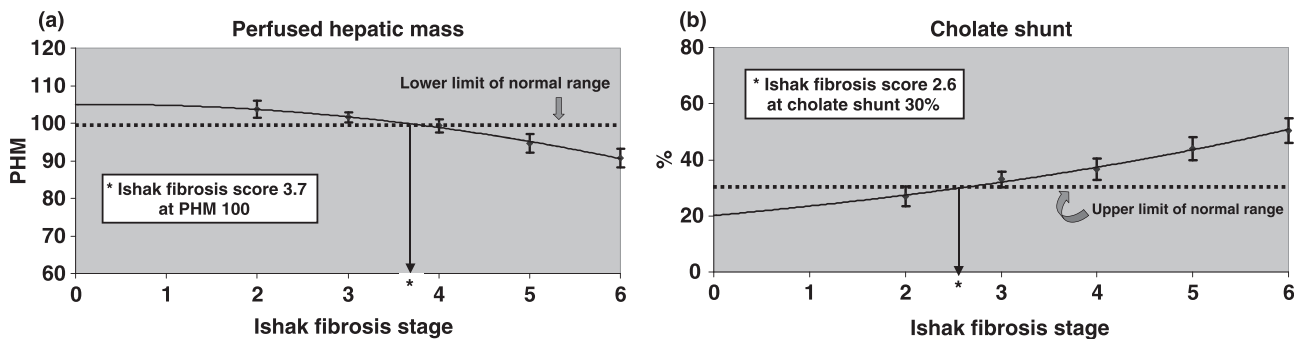 (a)
Perfused hepatic mass
120
110
100
90
80
70
60
PHM
Lower limit of normal range
* Ishak fibrosis score 3.7
at PHM 100
0 1 2 3 * 4 5 6
Ishak fibrosis stage
(b)
Cholate shunt
80
60
40
20
0
%
* Ishak fibrosis score 2.6
at cholate shunt 30%
Upper limit of normal range
0 1 2 * 3 4 5 6
Ishak fibrosis stage